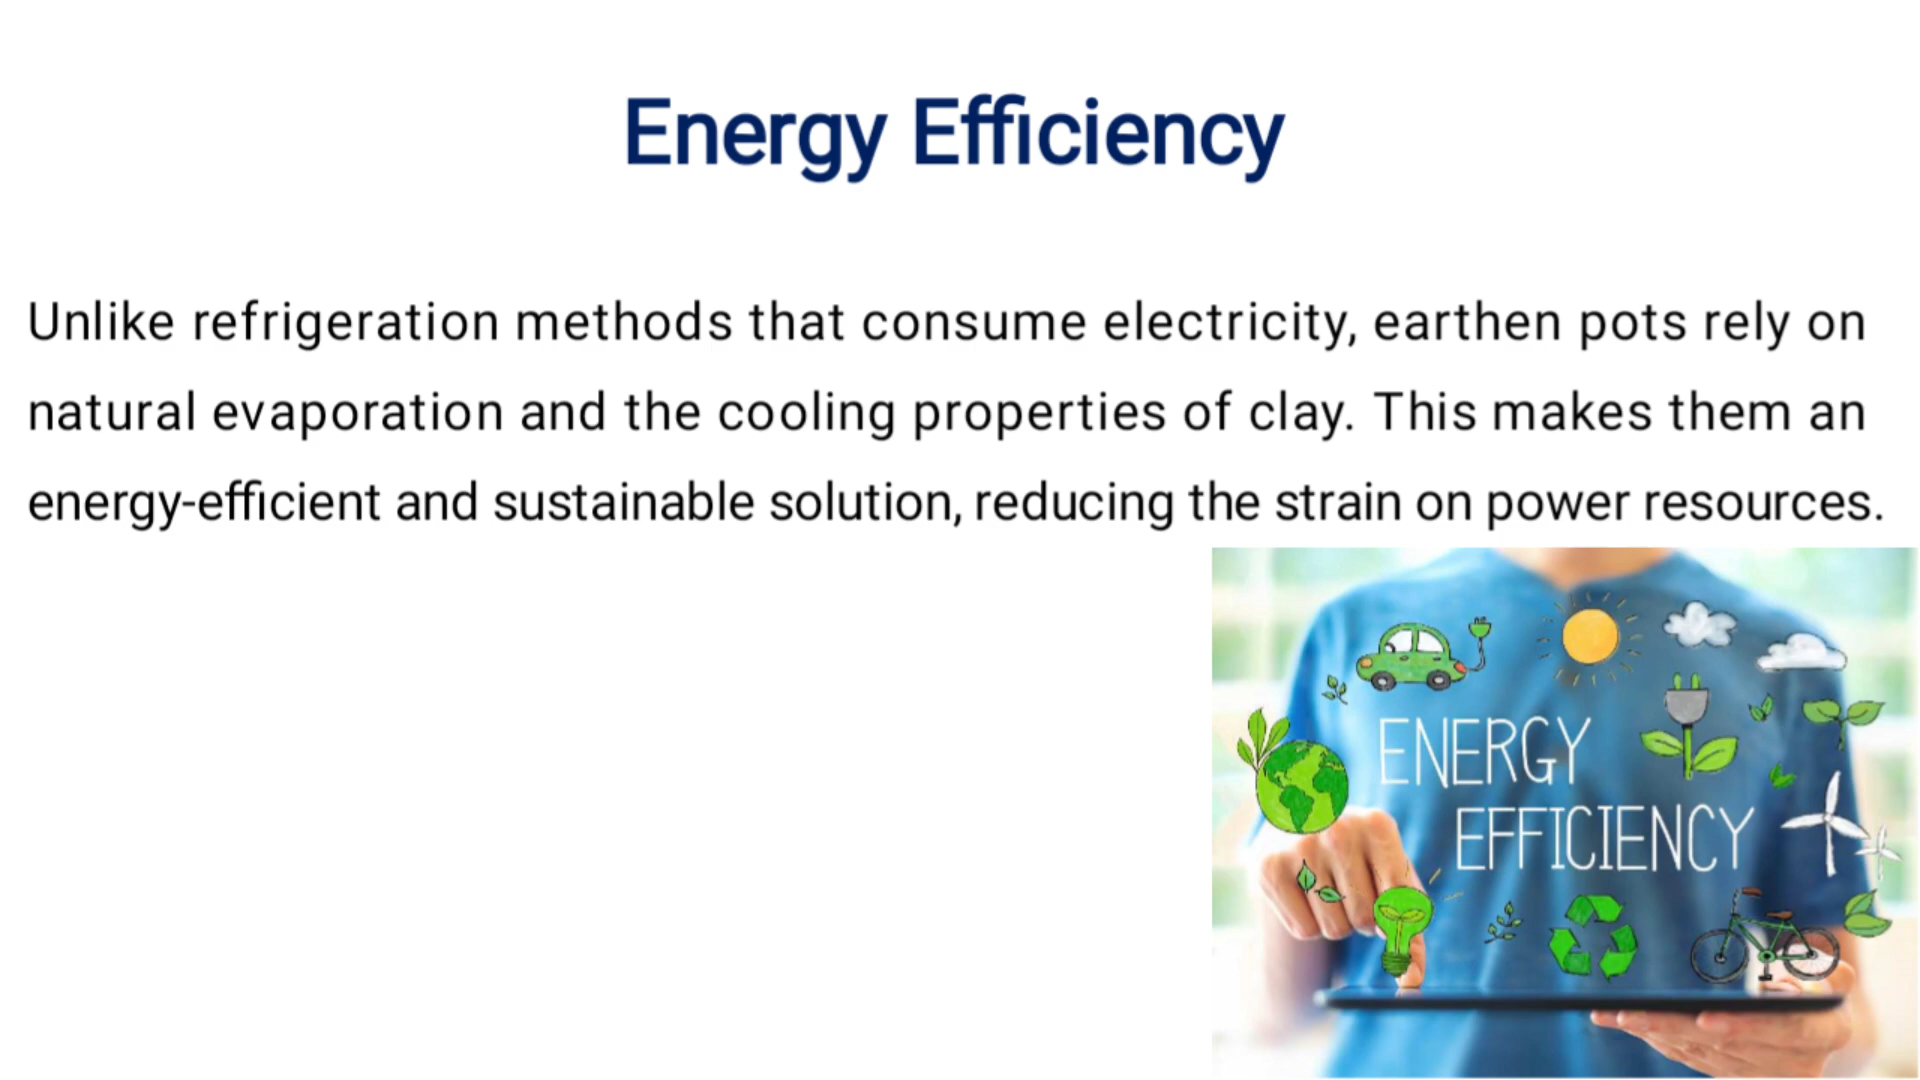 Energy Efficiency
Unlike refrigeration methods that consume electricity, earthen pots rely on
natural evaporation and the cooling properties of clay. This makes them an
energy-efficient and sustainable solution, reducing the strain on power resources.
ENERGY
EFFICIENCY